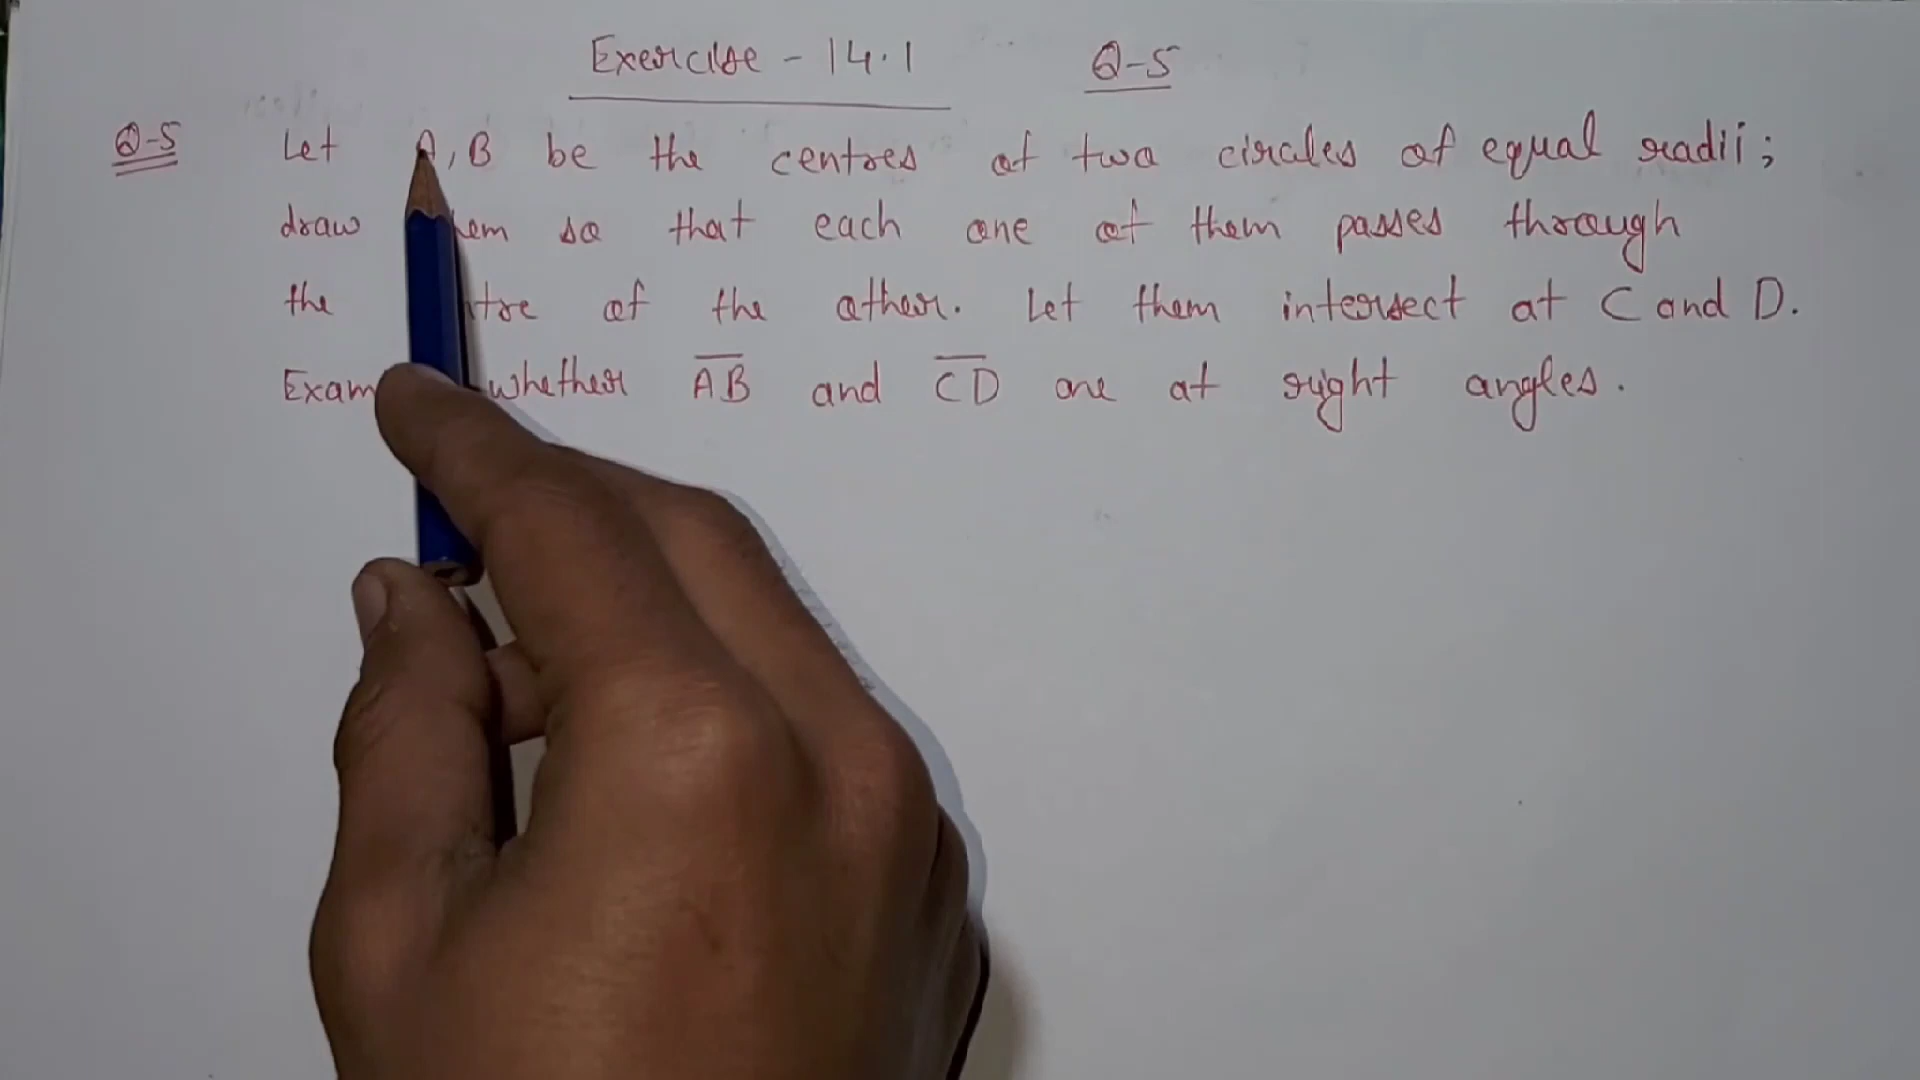 Exercise - 14.1 Q-5
Q-5 Let A, B be the centres of two circles of equal radii;
draw so that each one of them passes through
the of the other. Let them intersect at C and D.
whether AB and CD are at right angles.